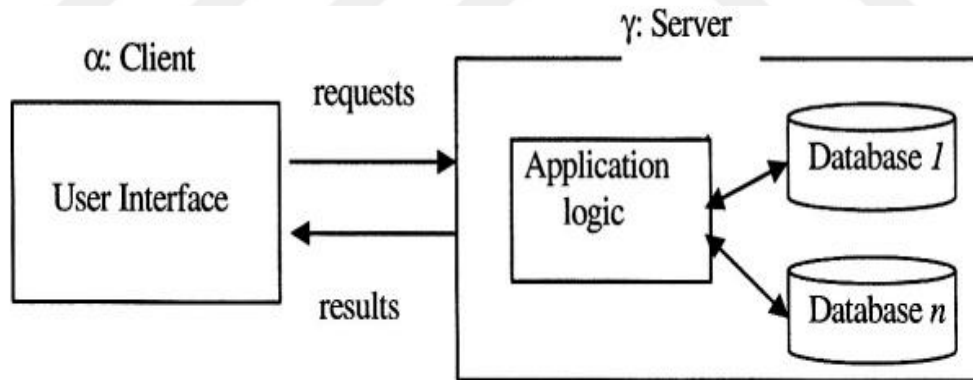 α: Client
γ: Server
requests
User Interface
results
Application
logic
Database 1
Database n